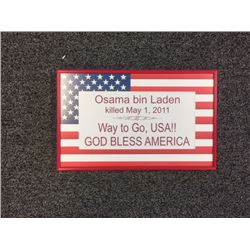 Osama bin Laden
killed May 1, 2011
Way to Go, USA!!
GOD BLESS AMERICA